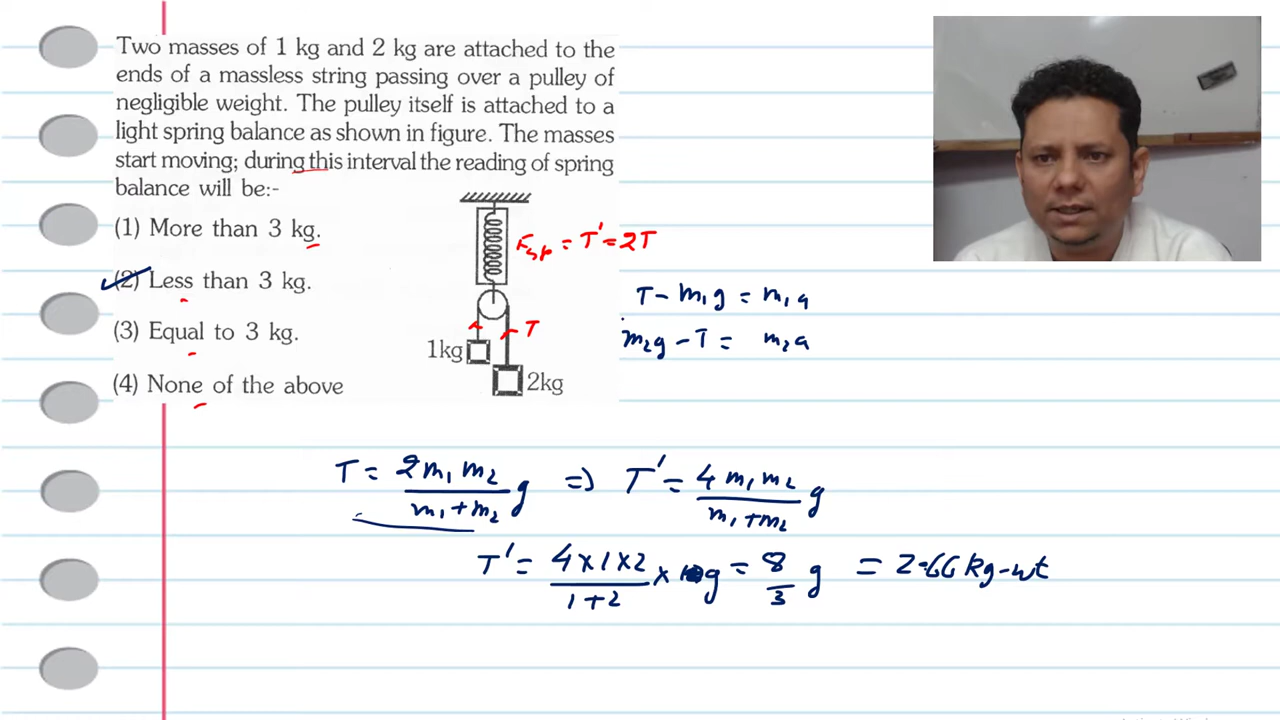 Two masses of 1 kg and 2 kg are attached to the
ends of a massless string passing over a pulley of
negligible weight. The pulley itself is attached to a
light spring balance as shown in figure. The masses
start moving; during this interval the reading of spring
balance will be:-
(1) More than 3 kg.
(2) Less than 3 kg.
(3) Equal to 3 kg.
(4) None of the above
Fsp = T' = 2T
T
1kg
2kg
T - m₁g = m₁a
m₂g - T = m₂a
T = 2m₁m₂/m₁+m₂ g ⇒ T' = 4m₁m₂/m₁+m₂ g
T' = 4×1×2/1+2 × g = 8/3 g = 2.66 kg-wt